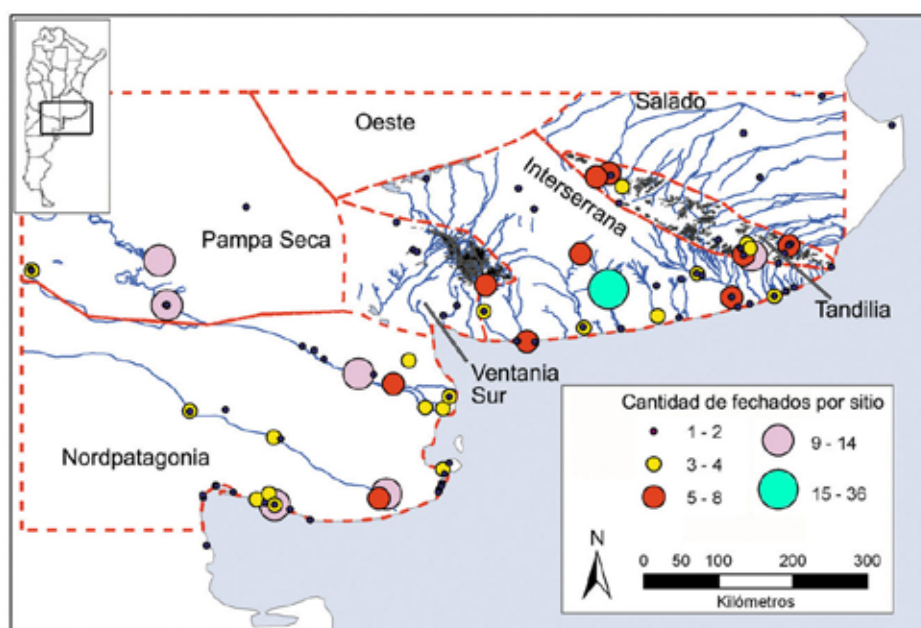 Salado
Oeste
Interserrana
Pampa Seca
Tandilia
Ventania
Sur
Nordpatagonia
Cantidad de fechados por sitio
1 - 2
3 - 4
5 - 8
9 - 14
15 - 36
N
0 50 100 200 300
Kilómetros